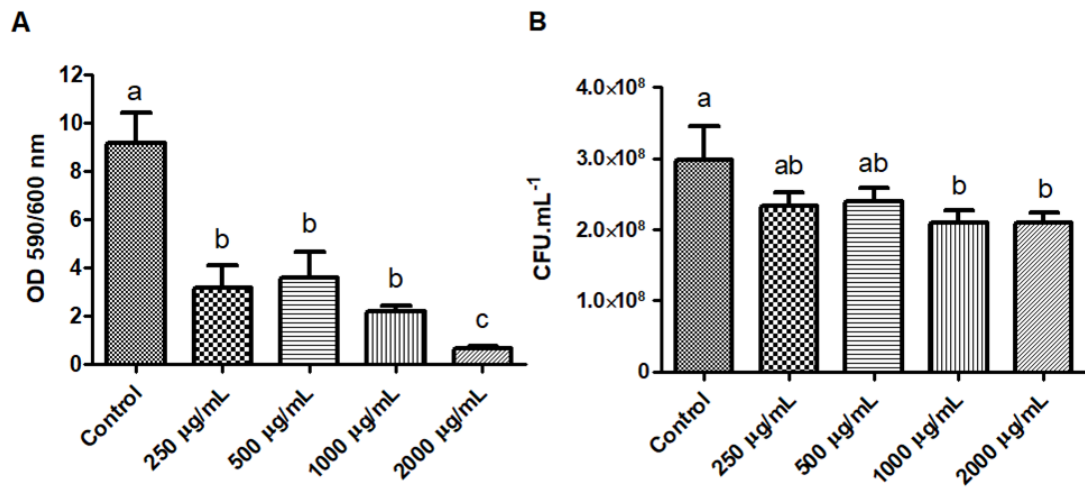 A
OD 590/600 nm
12
10
8
6
4
2
0
a
b
b
b
c
Control
250 µg/mL
500 µg/mL
1000 µg/mL
2000 µg/mL
B
CFU.mL⁻¹
4.0×10⁸
3.0×10⁸
2.0×10⁸
1.0×10⁸
0
a
ab
ab
b
b
Control
250 µg/mL
500 µg/mL
1000 µg/mL
2000 µg/mL